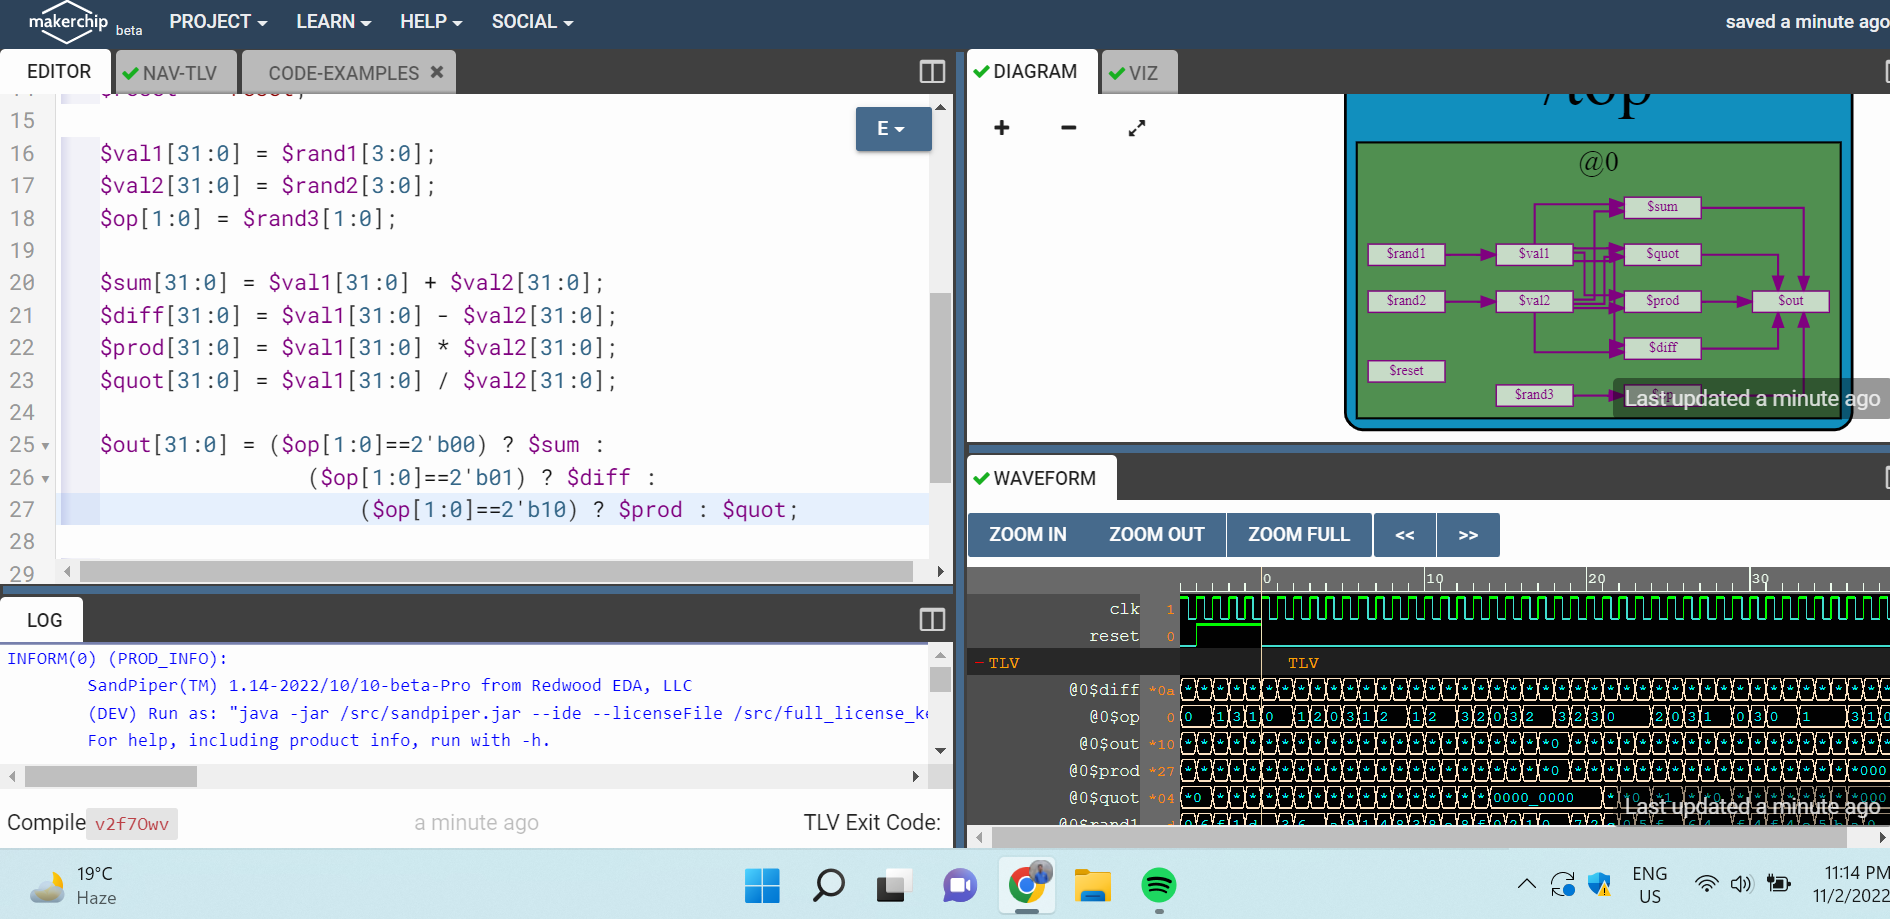 makerchip beta PROJECT LEARN HELP SOCIAL saved a minute ago
EDITOR NAV-TLV CODE-EXAMPLES ×
15
16 $val1[31:0] = $rand1[3:0];
17 $val2[31:0] = $rand2[3:0];
18 $op[1:0] = $rand3[1:0];
19
20 $sum[31:0] = $val1[31:0] + $val2[31:0];
21 $diff[31:0] = $val1[31:0] - $val2[31:0];
22 $prod[31:0] = $val1[31:0] * $val2[31:0];
23 $quot[31:0] = $val1[31:0] / $val2[31:0];
24
25 $out[31:0] = ($op[1:0]==2'b00) ? $sum :
26 ($op[1:0]==2'b01) ? $diff :
27 ($op[1:0]==2'b10) ? $prod : $quot;
28
29
E
LOG
INFORM(0) (PROD_INFO):
SandPiper(TM) 1.14-2022/10/10-beta-Pro from Redwood EDA, LLC
(DEV) Run as: "java -jar /src/sandpiper.jar --ide --licenseFile /src/full_license_ke
For help, including product info, run with -h.
Compile v2f7Owv a minute ago TLV Exit Code:
DIAGRAM VIZ
+ −
/top
@0
$sum
$rand1 $val1 $quot
$rand2 $val2 $prod $out
$diff
$reset
$rand3
Last updated a minute ago
WAVEFORM
ZOOM IN ZOOM OUT ZOOM FULL << >>
0 10 20 30
clk 1
reset 0
- TLV TLV
@0$diff *0a
@0$op 0
@0$out *10
@0$prod *27
@0$quot *04 *0 0000_0000
@0$rand1
Last updated a minute ago
19°C
Haze
ENG
US
11:14 PM
11/2/2022